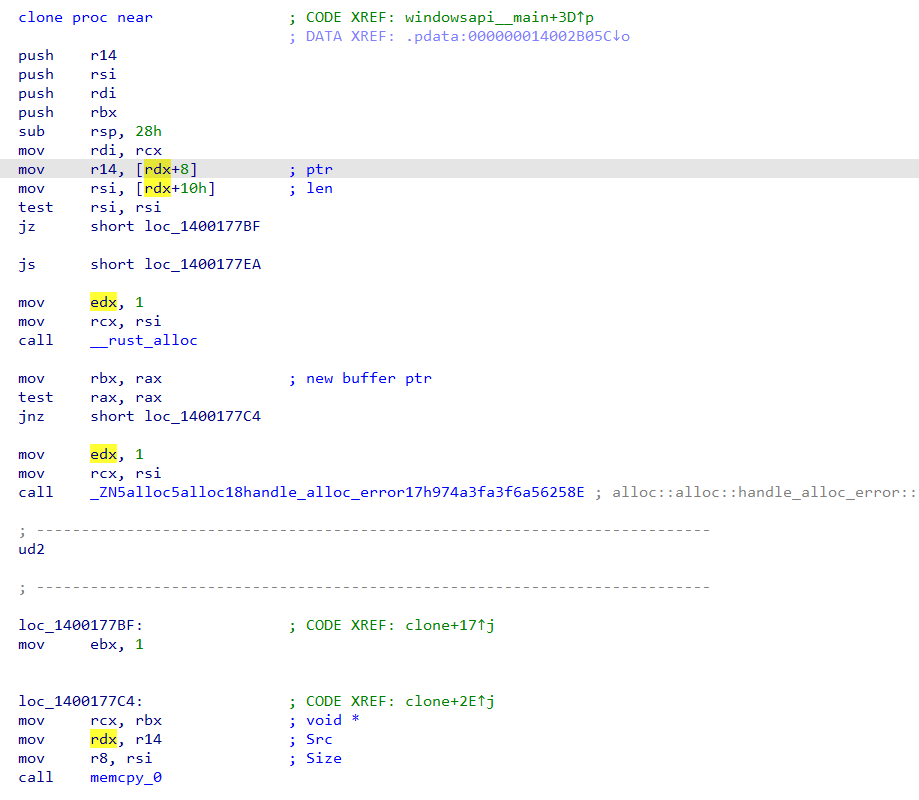 clone proc near ; CODE XREF: windowsapi__main+3D↑p
; DATA XREF: .pdata:000000014002B05C↓o
push r14
push rsi
push rdi
push rbx
sub rsp, 28h
mov rdi, rcx
mov r14, [rdx+8] ; ptr
mov rsi, [rdx+10h] ; len
test rsi, rsi
jz short loc_1400177BF
js short loc_1400177EA
mov edx, 1
mov rcx, rsi
call __rust_alloc
mov rbx, rax ; new buffer ptr
test rax, rax
jnz short loc_1400177C4
mov edx, 1
mov rcx, rsi
call _ZN5alloc5alloc18handle_alloc_error17h974a3fa3f6a56258E ; alloc::alloc::handle_alloc_error::
; ---------------------------------------------------------------------------
ud2
; ---------------------------------------------------------------------------
loc_1400177BF: ; CODE XREF: clone+17↑j
mov ebx, 1
loc_1400177C4: ; CODE XREF: clone+2E↑j
mov rcx, rbx ; void *
mov rdx, r14 ; Src
mov r8, rsi ; Size
call memcpy_0